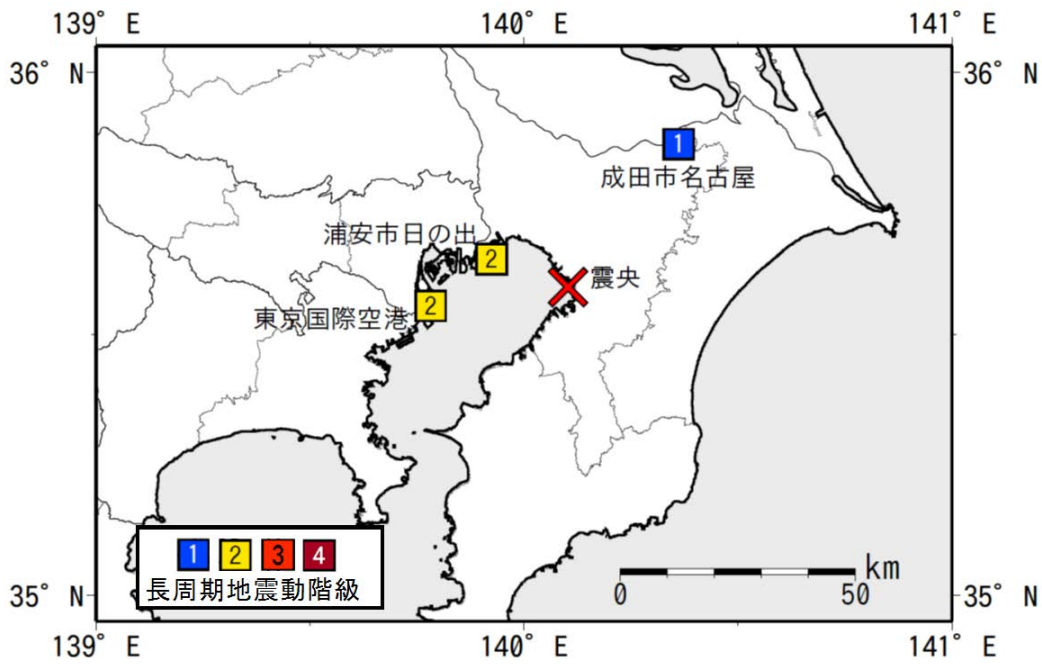 139° E 140° E 141° E
36° N 36° N
1
成田市名古屋
浦安市日の出
2
震央
2
東京国際空港
1 2 3 4
長周期地震動階級
km
0 50
35° N 35° N
139° E 140° E 141° E